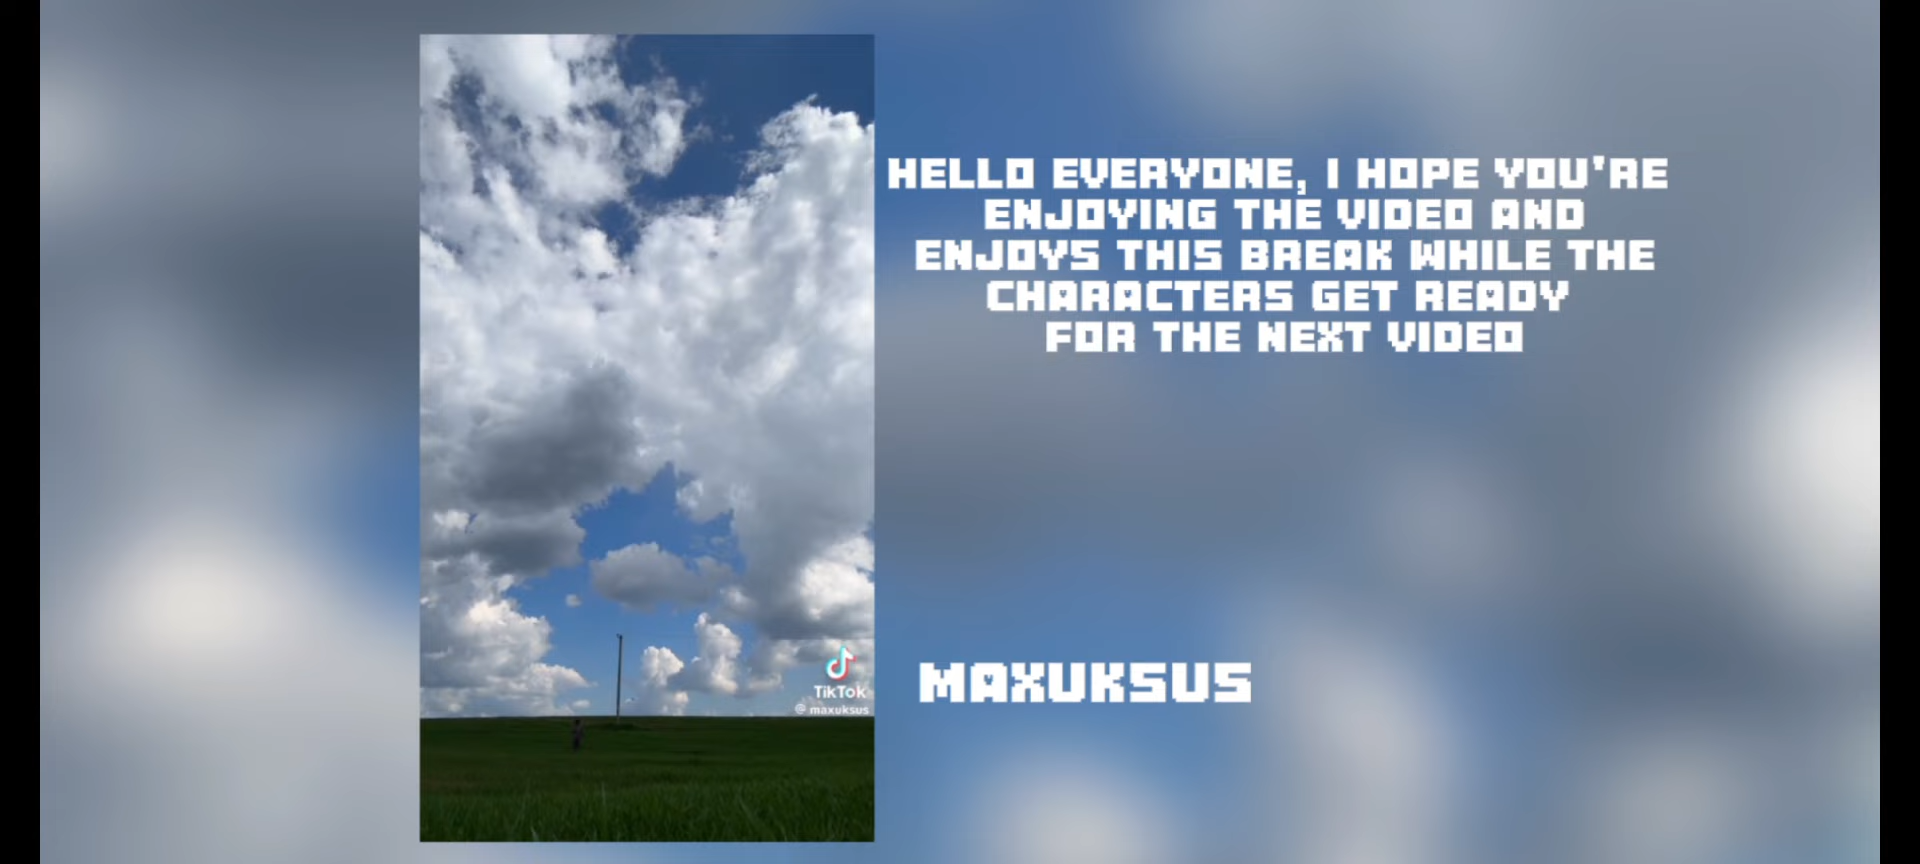 HELLO EVERYONE, I HOPE YOU'RE
ENJOYING THE VIDEO AND
ENJOYS THIS BREAK WHILE THE
CHARACTERS GET READY
FOR THE NEXT VIDEO
TikTok
@ maxuksus
MAXUKSUS